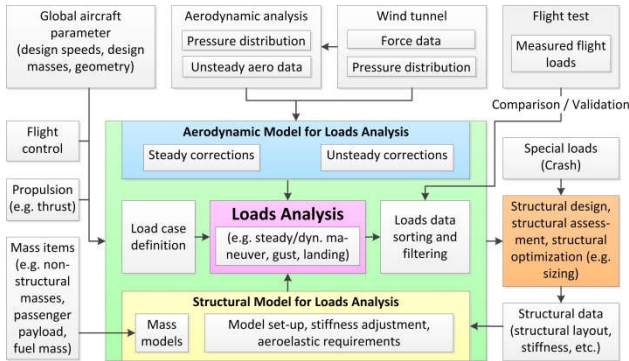 Global aircraft
parameter
(design speeds, design
masses, geometry)
Aerodynamic analysis
Pressure distribution
Unsteady aero data
Wind tunnel
Force data
Pressure distribution
Flight test
Measured flight
loads
Comparison / Validation
Flight
control
Propulsion
(e.g. thrust)
Mass items
(e.g. non-
structural masses,
passenger
payload,
fuel mass)
Aerodynamic Model for Loads Analysis
Steady corrections
Unsteady corrections
Load case
definition
Loads Analysis
(e.g. steady/dyn. ma-
neuver, gust, landing)
Loads data
sorting and
filtering
Structural Model for Loads Analysis
Mass
models
Model set-up, stiffness adjustment,
aeroelastic requirements
Special loads
(Crash)
Structural design,
structural assess-
ment, structural
optimization (e.g.
sizing)
Structural data
(structural layout,
stiffness, etc.)